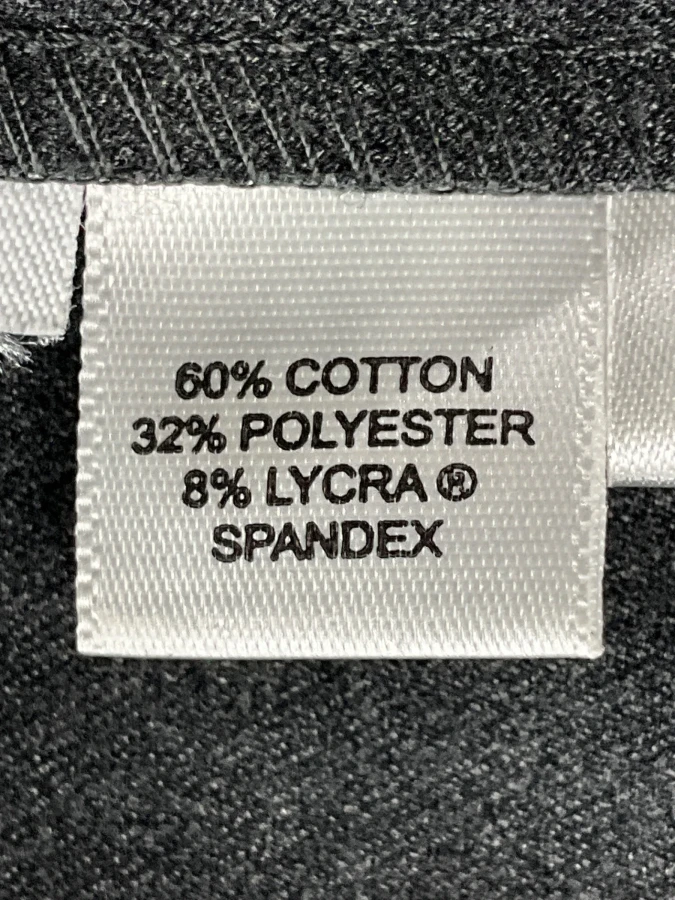 60% COTTON
32% POLYESTER
8% LYCRA ®
SPANDEX